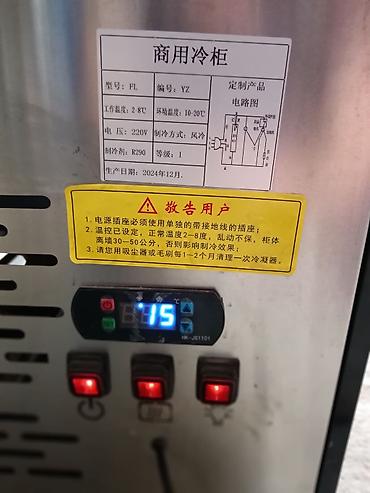 商用冷柜
型号: FL 编号: YZ 定制产品
电路图
工作温度: 2-8℃ 环境温度: 10-20℃
电 压: 220V 制冷方式: 风冷
制冷剂: R290 等级: 1
生产日期: 2024年12月.
敬告用户
1. 电源插座必须使用单独的带接地线的插座;
2. 温控已设定, 正常温度2-8度, 乱动不保, 柜体
离墙30-50公分, 否则影响制冷效果;
3. 请您用吸尘器或毛刷每1-2个月清理一次冷凝器。
15
℃
HK-JS1101